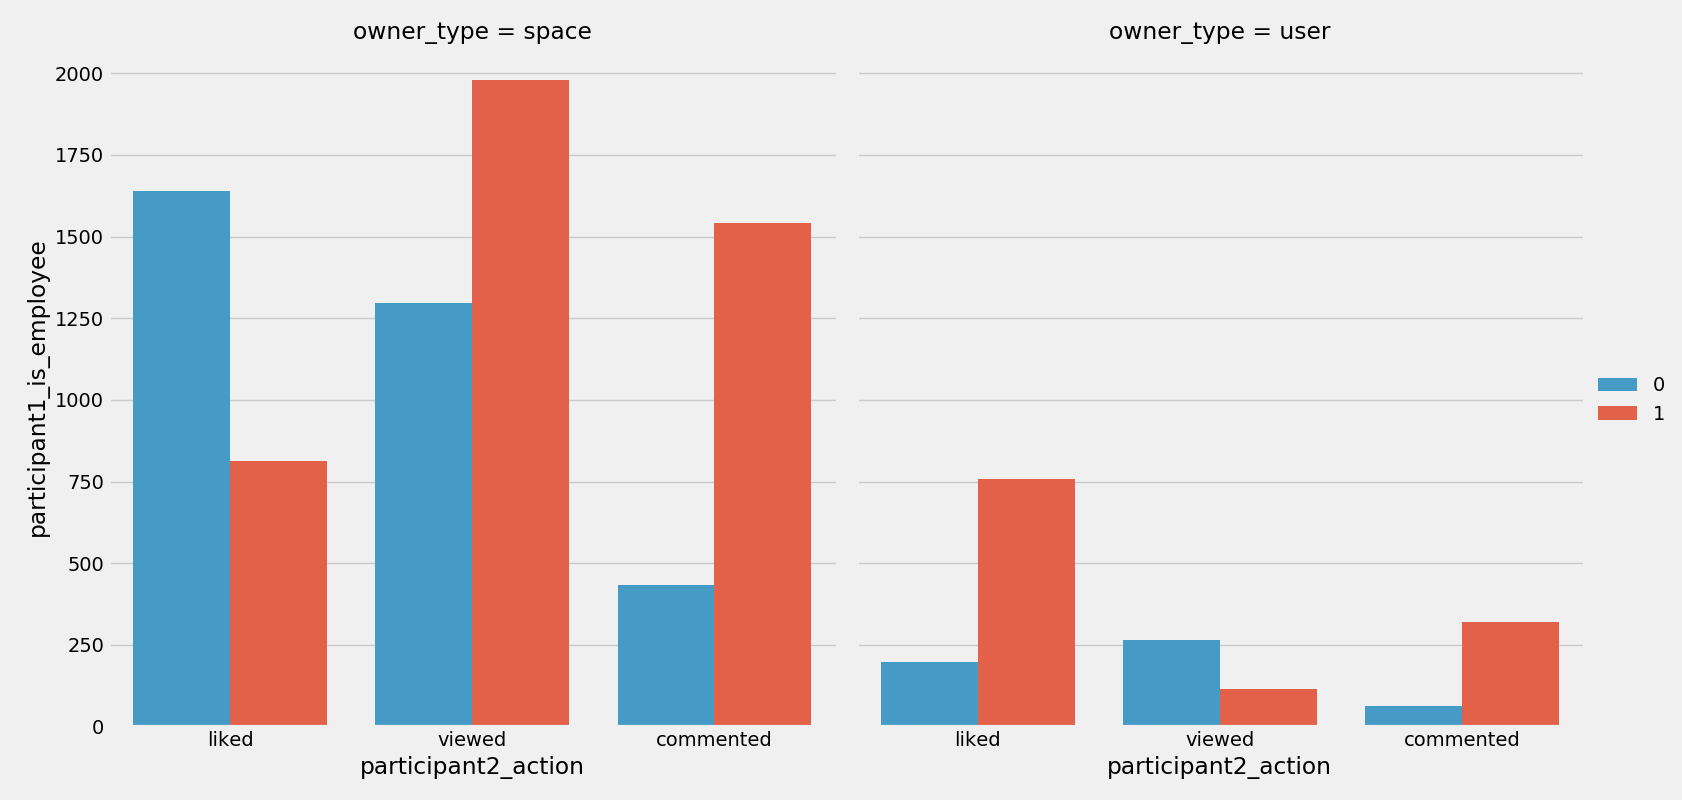 owner_type = space
owner_type = user
participant1_is_employee
2000
1750
1500
1250
1000
750
500
250
0
liked
viewed
commented
liked
viewed
commented
participant2_action
participant2_action
0
1